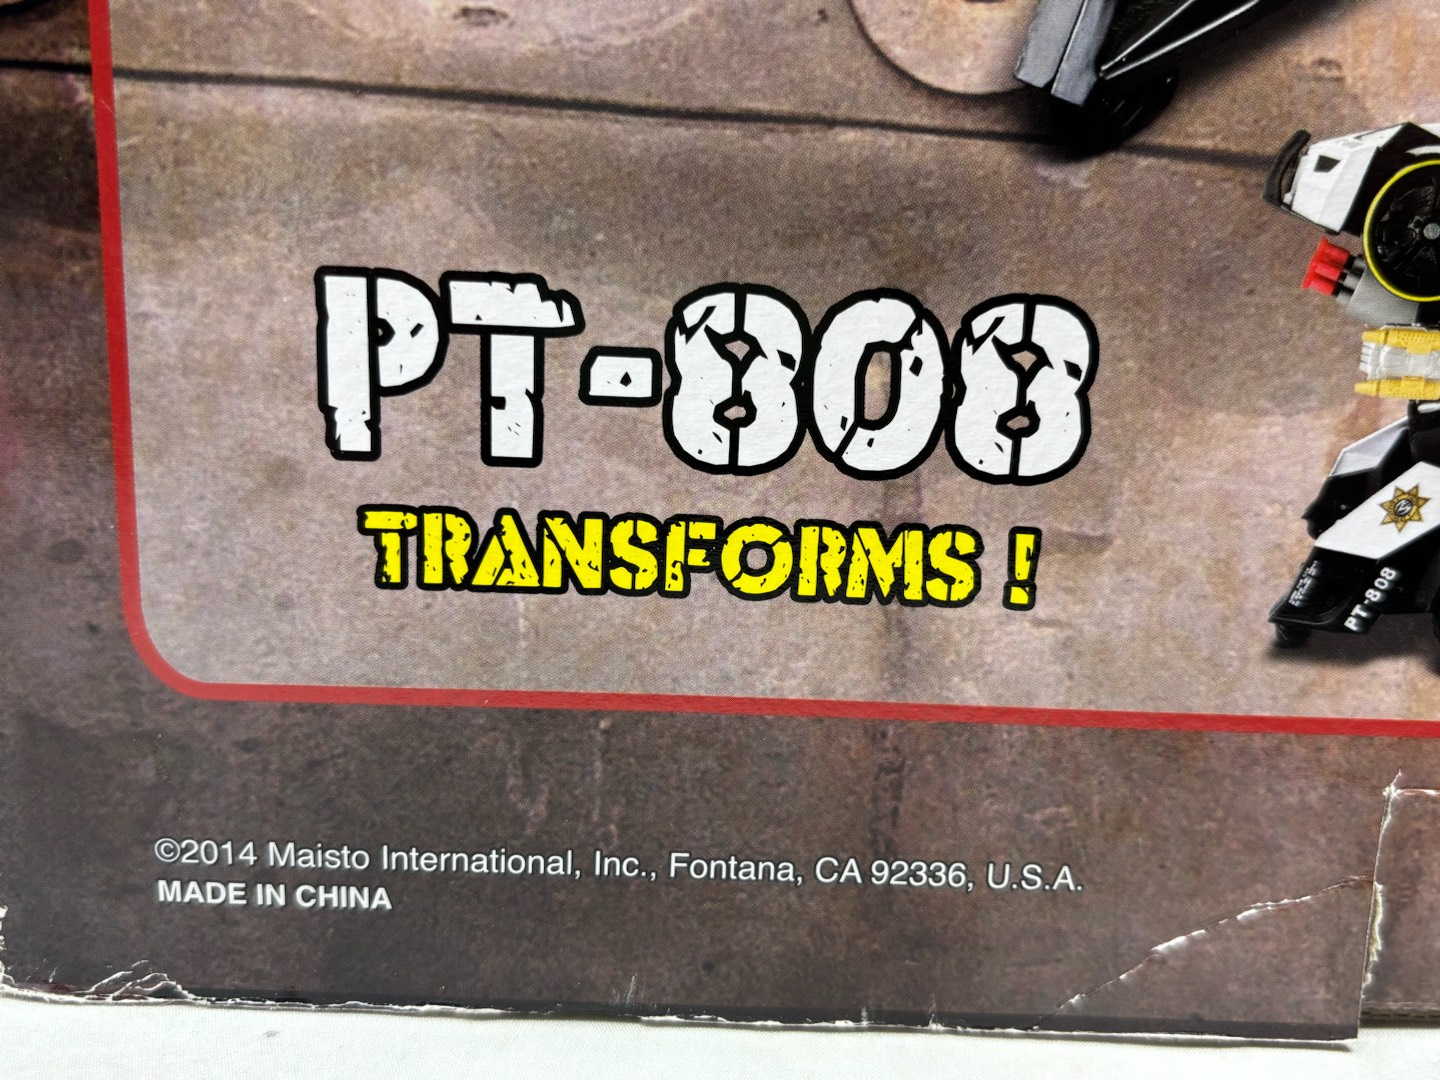 PT-808
TRANSFORMS !
PT-808
©2014 Maisto International, Inc., Fontana, CA 92336, U.S.A.
MADE IN CHINA